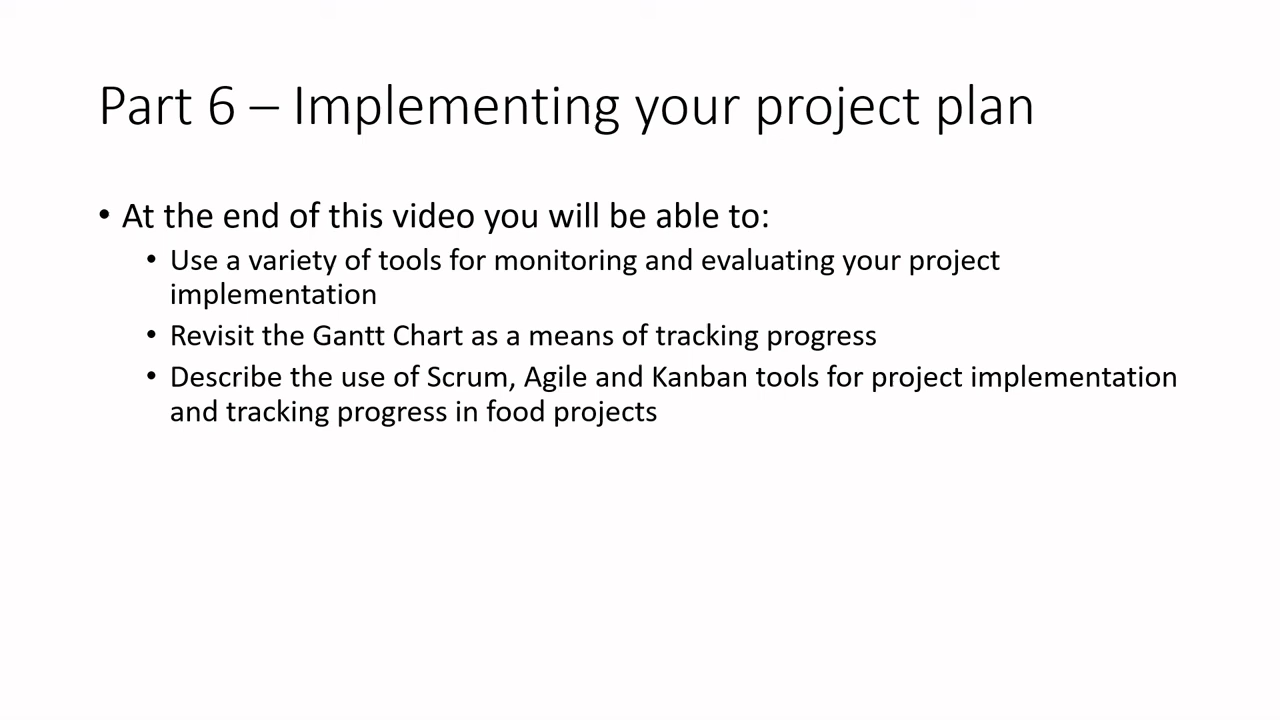 Part 6 – Implementing your project plan
• At the end of this video you will be able to:
• Use a variety of tools for monitoring and evaluating your project
implementation
• Revisit the Gantt Chart as a means of tracking progress
• Describe the use of Scrum, Agile and Kanban tools for project implementation
and tracking progress in food projects